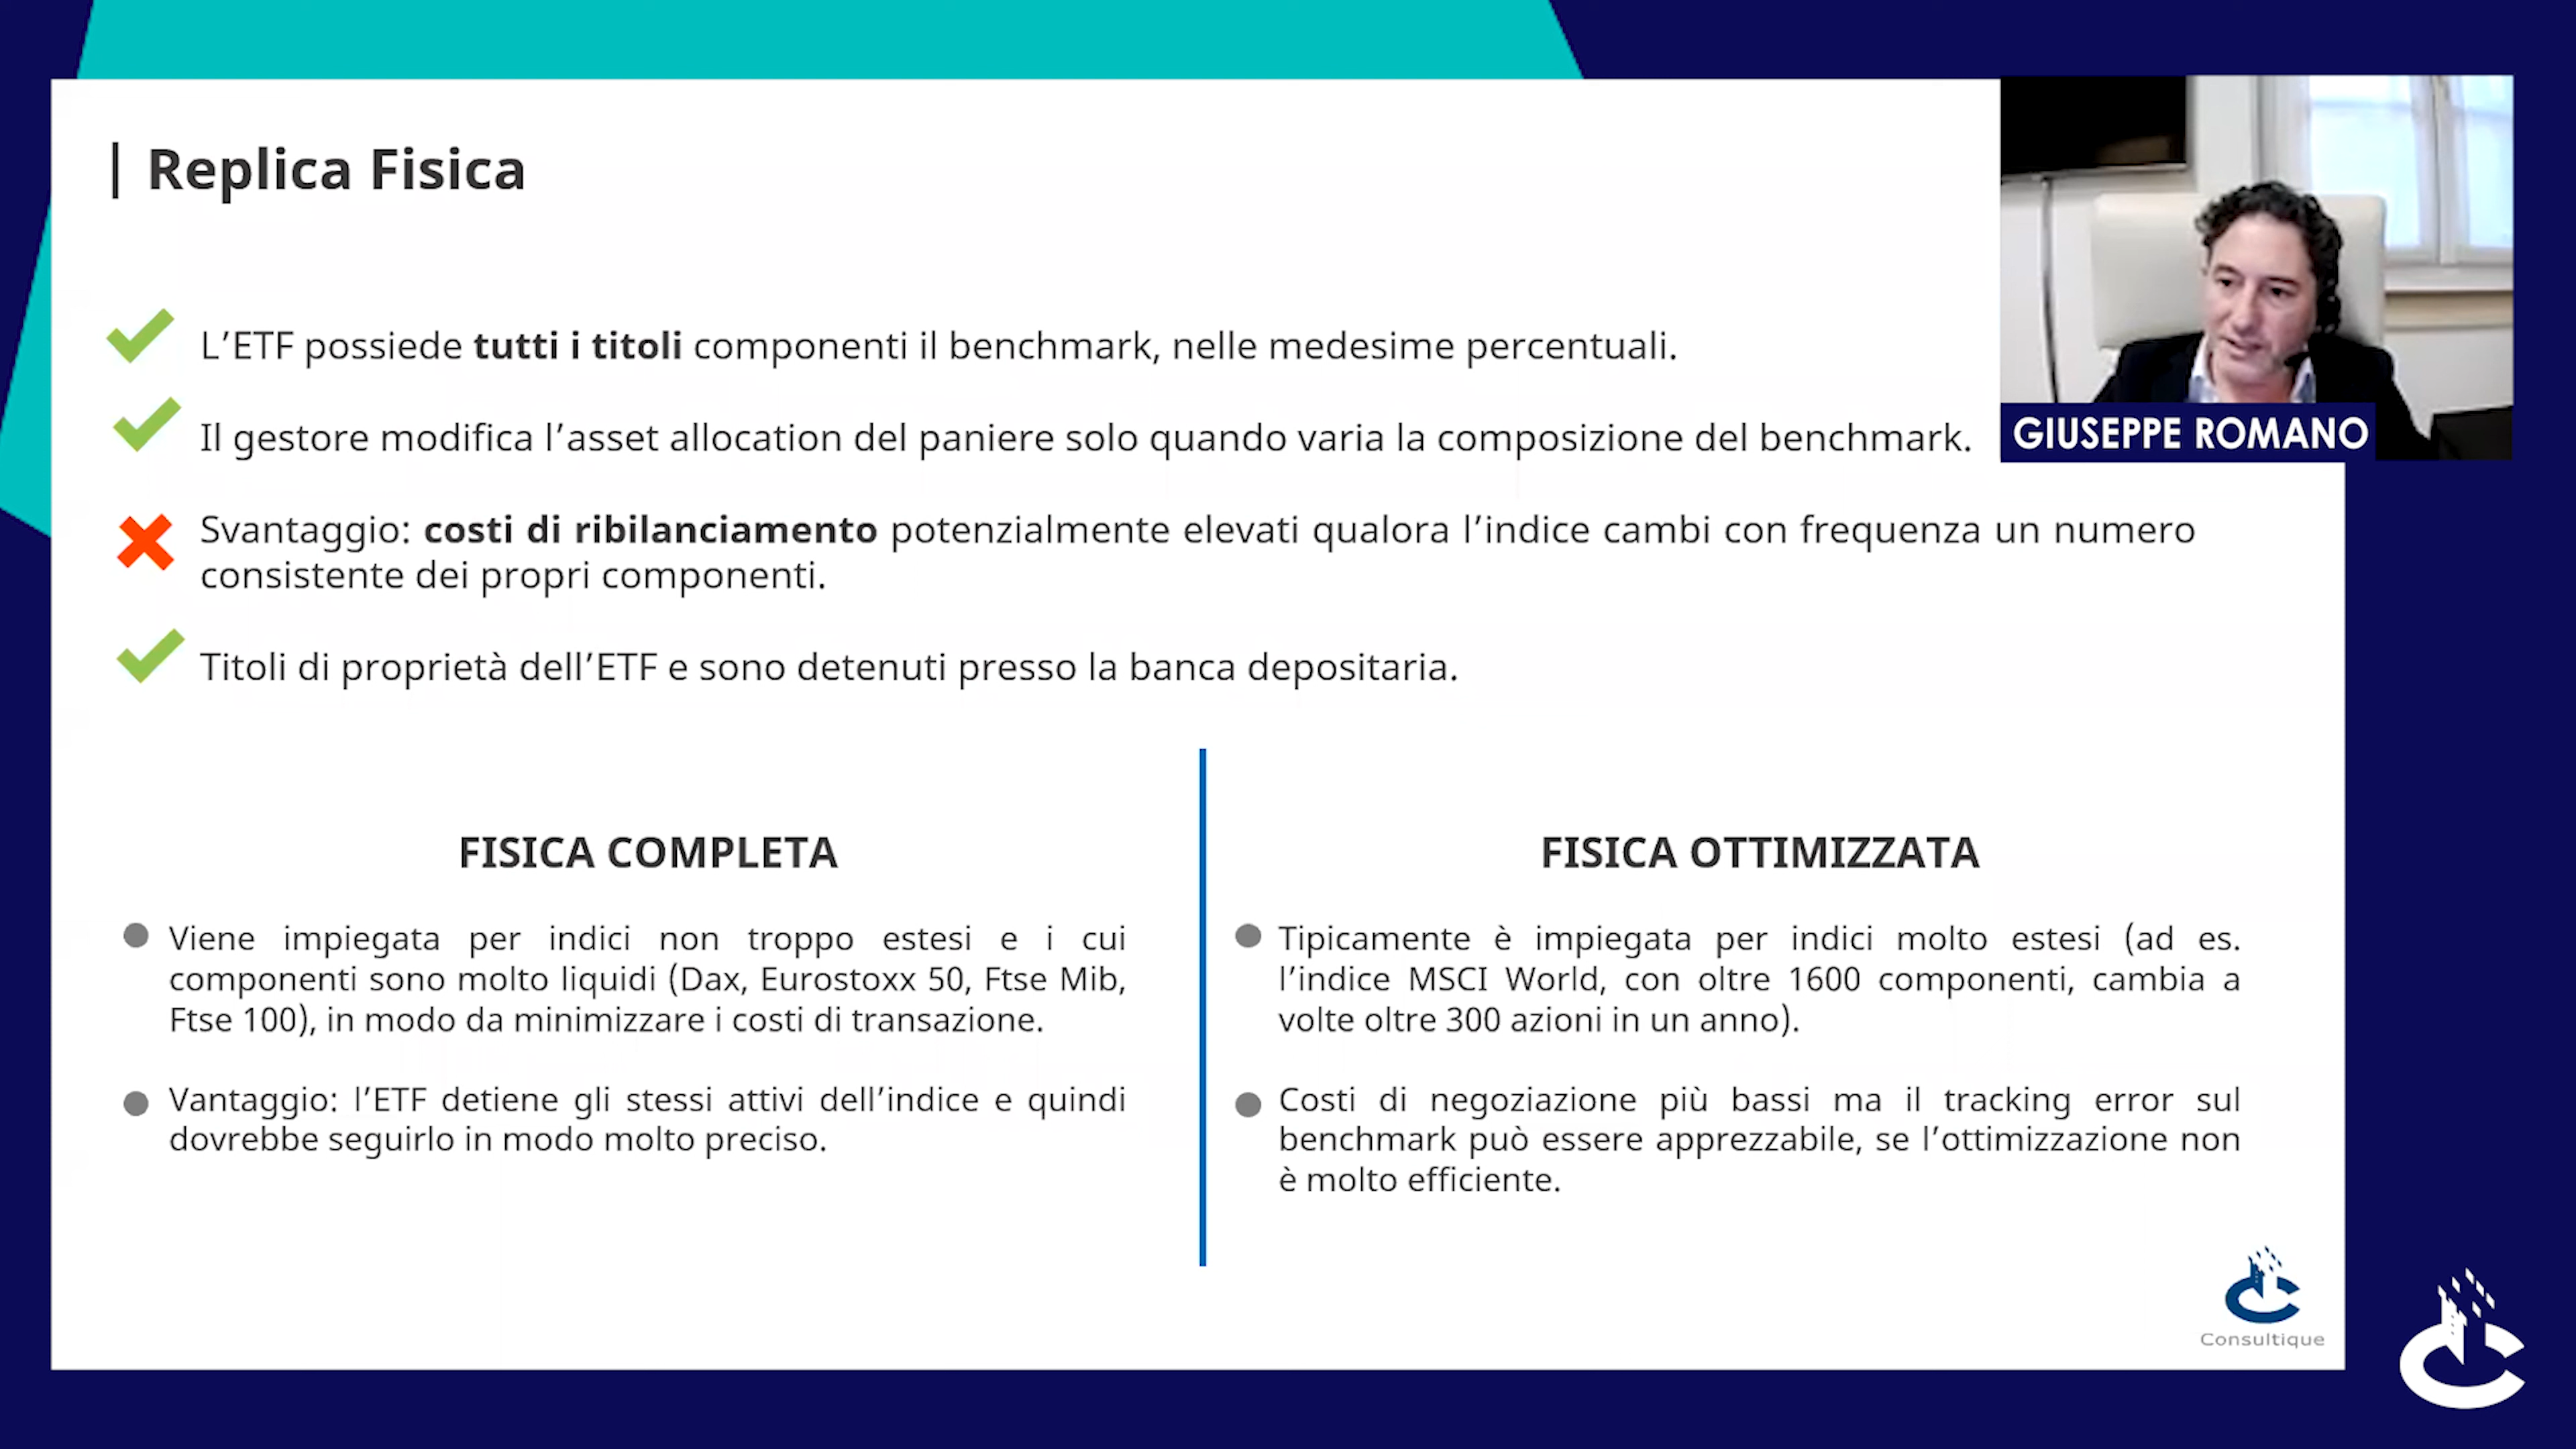 | Replica Fisica
L’ETF possiede tutti i titoli componenti il benchmark, nelle medesime percentuali.
Il gestore modifica l’asset allocation del paniere solo quando varia la composizione del benchmark.
GIUSEPPE ROMANO
Svantaggio: costi di ribilanciamento potenzialmente elevati qualora l’indice cambi con frequenza un numero
consistente dei propri componenti.
Titoli di proprietà dell’ETF e sono detenuti presso la banca depositaria.
FISICA COMPLETA
Viene impiegata per indici non troppo estesi e i cui
componenti sono molto liquidi (Dax, Eurostoxx 50, Ftse Mib,
Ftse 100), in modo da minimizzare i costi di transazione.
Vantaggio: l’ETF detiene gli stessi attivi dell’indice e quindi
dovrebbe seguirlo in modo molto preciso.
FISICA OTTIMIZZATA
Tipicamente è impiegata per indici molto estesi (ad es.
l’indice MSCI World, con oltre 1600 componenti, cambia a
volte oltre 300 azioni in un anno).
Costi di negoziazione più bassi ma il tracking error sul
benchmark può essere apprezzabile, se l’ottimizzazione non
è molto efficiente.
Consultique